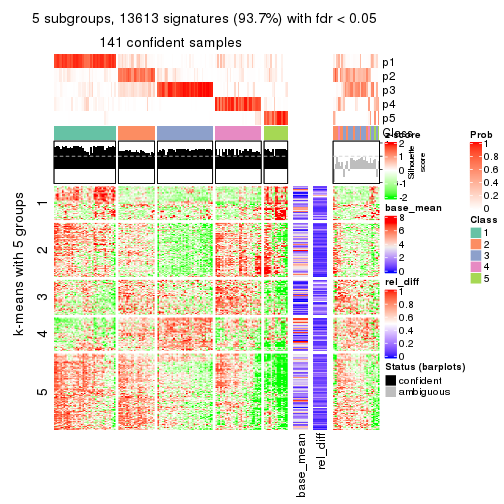 5 subgroups, 13613 signatures (93.7%) with fdr < 0.05
141 confident samples
p1
p2
p3
p4
p5
Class
Silhouette
score
z-score
2
1
0
-1
-2
base_mean
8
6
4
2
0
rel_diff
1
0.8
0.6
0.4
0.2
0
Status (barplots)
confident
ambiguous
Prob
1
0.8
0.6
0.4
0.2
0
Class
1
2
3
4
5
k-means with 5 groups
1
2
3
4
5
base_mean
rel_diff